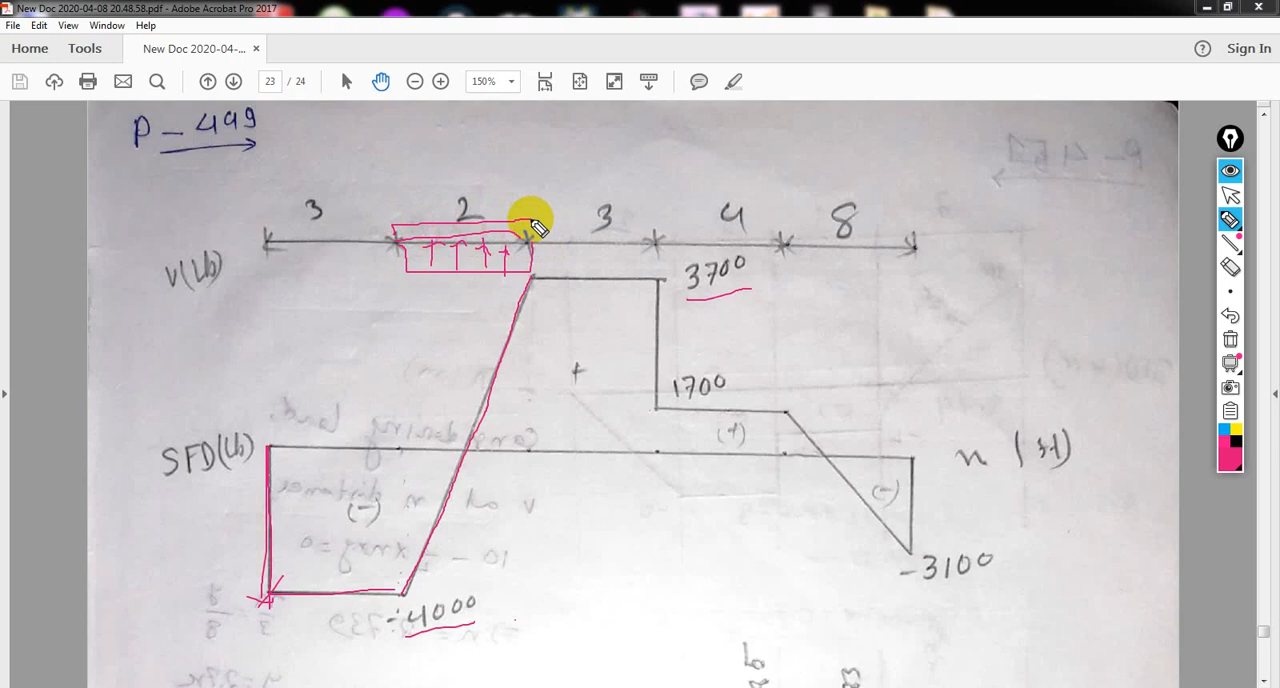 New Doc 2020-04-08 20.48.58.pdf - Adobe Acrobat Pro 2017
File Edit View Window Help
Home Tools New Doc 2020-04-... × Sign In
23 / 24 150%
P - 449
3 2 3 4 8
V(Lb)
3700
+
1700
(+)
SFD(Lb)
(-)
(-)
-3100
-4000